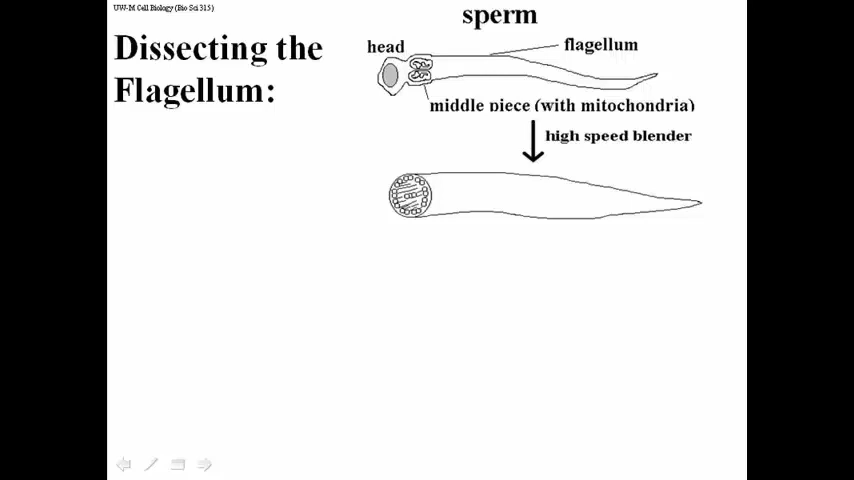 UW-M Cell Biology (Bio Sci 315)
Dissecting the
Flagellum:
sperm
head
flagellum
middle piece (with mitochondria)
high speed blender